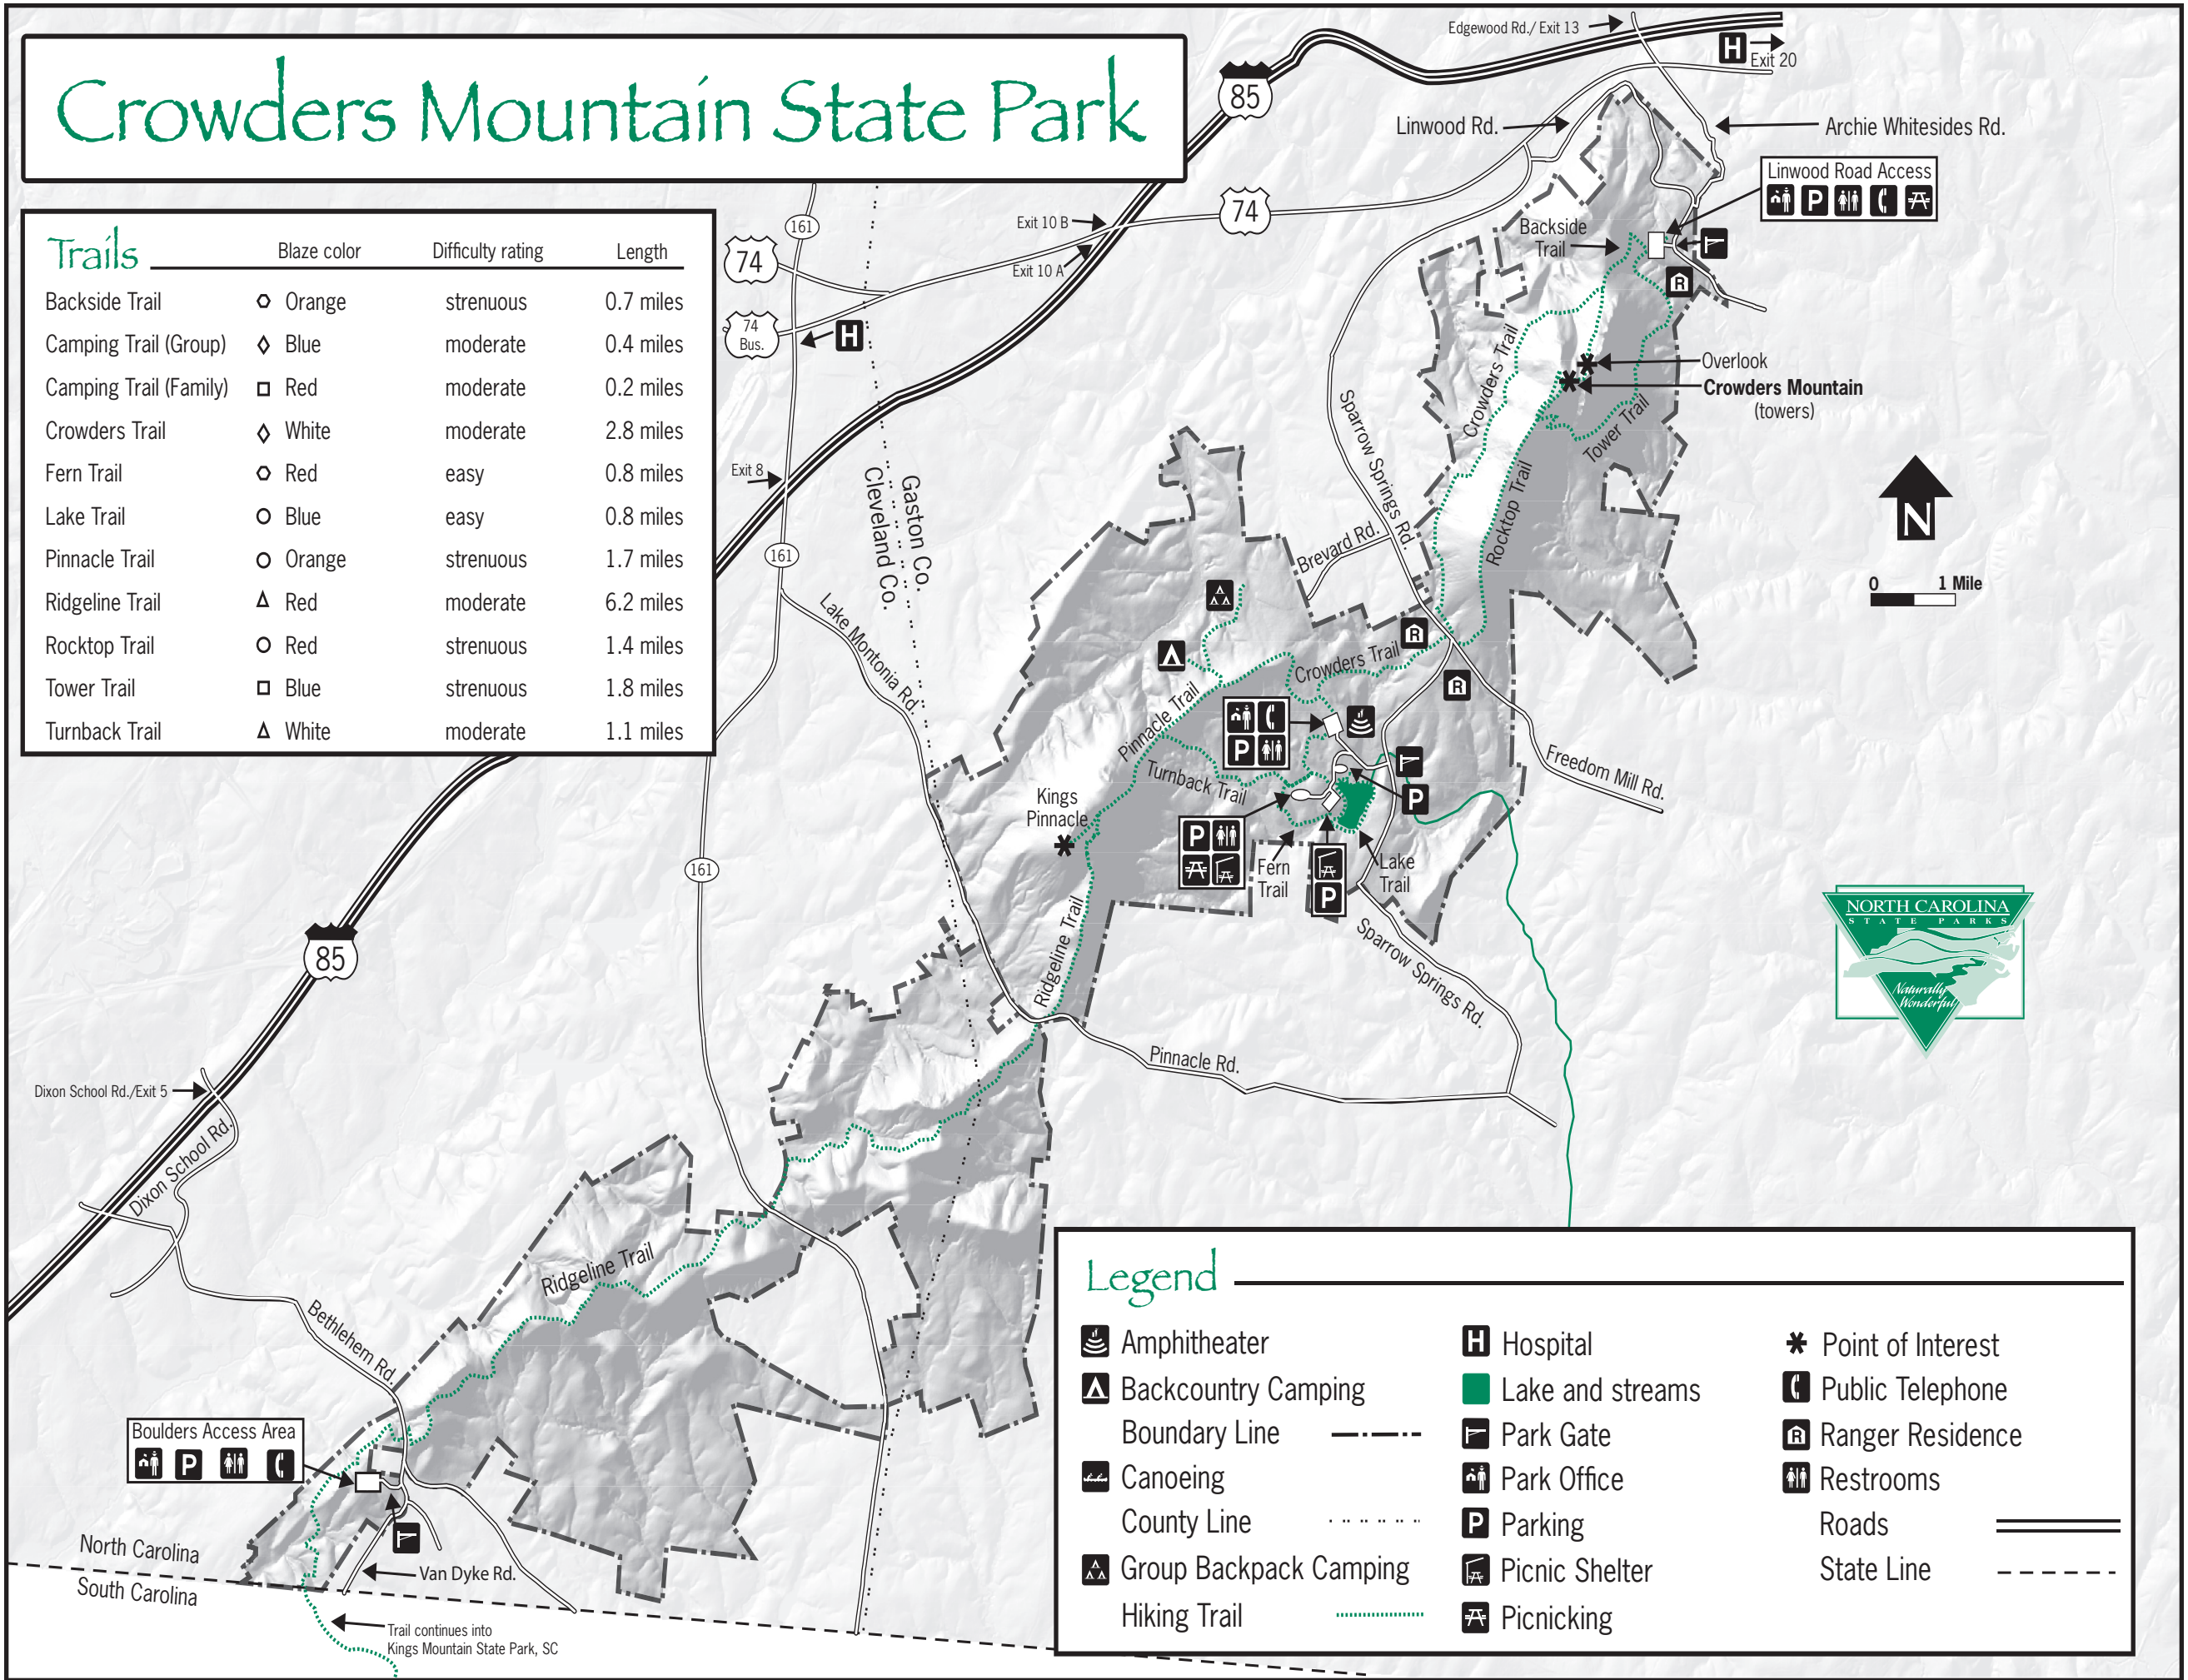 Crowders Mountain State Park
Trails Blaze color Difficulty rating Length
Backside Trail Orange strenuous 0.7 miles
Camping Trail (Group) Blue moderate 0.4 miles
Camping Trail (Family) Red moderate 0.2 miles
Crowders Trail White moderate 2.8 miles
Fern Trail Red easy 0.8 miles
Lake Trail Blue easy 0.8 miles
Pinnacle Trail Orange strenuous 1.7 miles
Ridgeline Trail Red moderate 6.2 miles
Rocktop Trail Red strenuous 1.4 miles
Tower Trail Blue strenuous 1.8 miles
Turnback Trail White moderate 1.1 miles
Edgewood Rd./ Exit 13
H
Exit 20
85
Linwood Rd.
Archie Whitesides Rd.
Linwood Road Access
P
161
74
Exit 10 B
Exit 10 A
74
74
Bus.
H
Backside
Trail
R
Overlook
Crowders Mountain
(towers)
Crowders Trail
Tower Trail
Rocktop Trail
Sparrow Springs Rd.
Brevard Rd.
Exit 8
161
Gaston Co.
Cleveland Co.
N
0 1 Mile
Lake Montonia Rd.
R
Crowders Trail
R
Pinnacle Trail
P
Turnback Trail
P
Freedom Mill Rd.
Kings
Pinnacle
P
Fern
Trail
P
Lake
Trail
161
85
Ridgeline Trail
Sparrow Springs Rd.
Pinnacle Rd.
NORTH CAROLINA
STATE PARKS
Naturally
Wonderful
Dixon School Rd./Exit 5
Dixon School Rd.
Ridgeline Trail
Bethlehem Rd.
Boulders Access Area
P
North Carolina
South Carolina
Van Dyke Rd.
Trail continues into
Kings Mountain State Park, SC
Legend
Amphitheater
Backcountry Camping
Boundary Line
Canoeing
County Line
Group Backpack Camping
Hiking Trail
H Hospital
Lake and streams
Park Gate
Park Office
P Parking
Picnic Shelter
Picnicking
Point of Interest
Public Telephone
R Ranger Residence
Restrooms
Roads
State Line